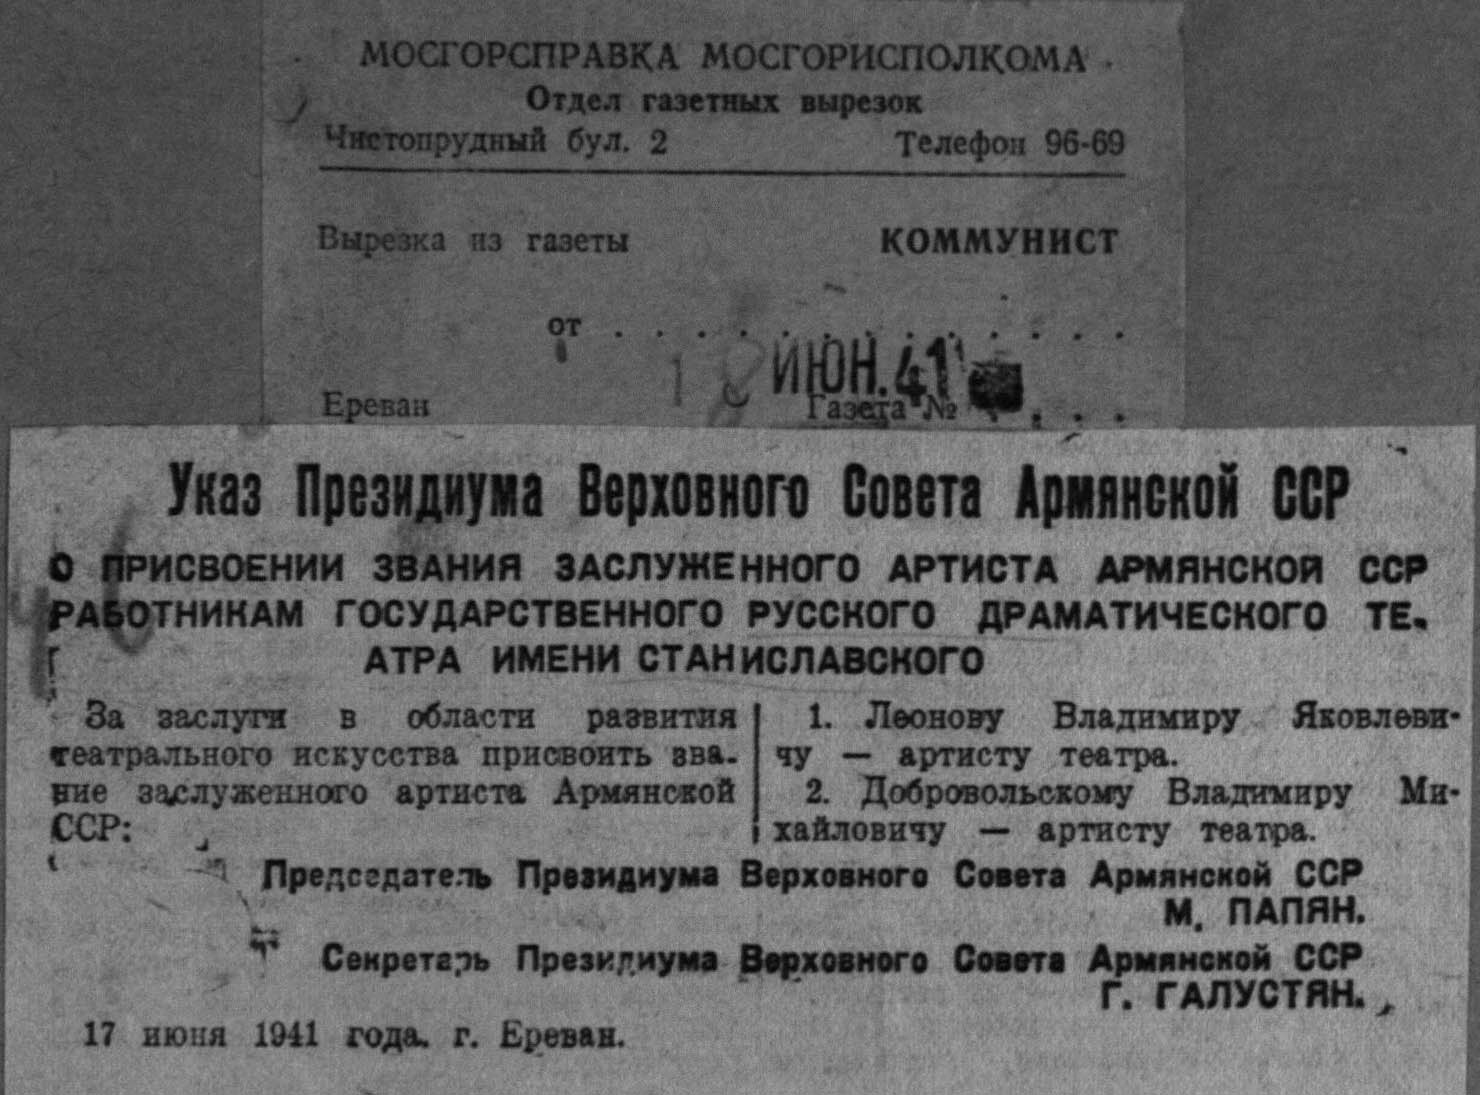 МОСГОРСПРАВКА МОСГОРИСПОЛКОМА
Отдел газетных вырезок
Чистопрудный бул. 2 Телефон 96-69
Вырезка из газеты КОММУНИСТ
от . . . . . . . . . . . . .
18 ИЮН. 41
Ереван Газета № . . .
Указ Президиума Верховного Совета Армянской ССР
О ПРИСВОЕНИИ ЗВАНИЯ ЗАСЛУЖЕННОГО АРТИСТА АРМЯНСКОЙ ССР
РАБОТНИКАМ ГОСУДАРСТВЕННОГО РУССКОГО ДРАМАТИЧЕСКОГО ТЕ-
АТРА ИМЕНИ СТАНИСЛАВСКОГО
За заслуги в области развития
театрального искусства присвоить зва-
ние заслуженного артиста Армянской
ССР:
1. Леонову Владимиру Яковлеви-
чу — артисту театра.
2. Добровольскому Владимиру Ми-
хайловичу — артисту театра.
Председатель Президиума Верховного Совета Армянской ССР
М. ПАПЯН.
Секретарь Президиума Верховного Совета Армянской ССР
Г. ГАЛУСТЯН.
17 июня 1941 года. г. Ереван.